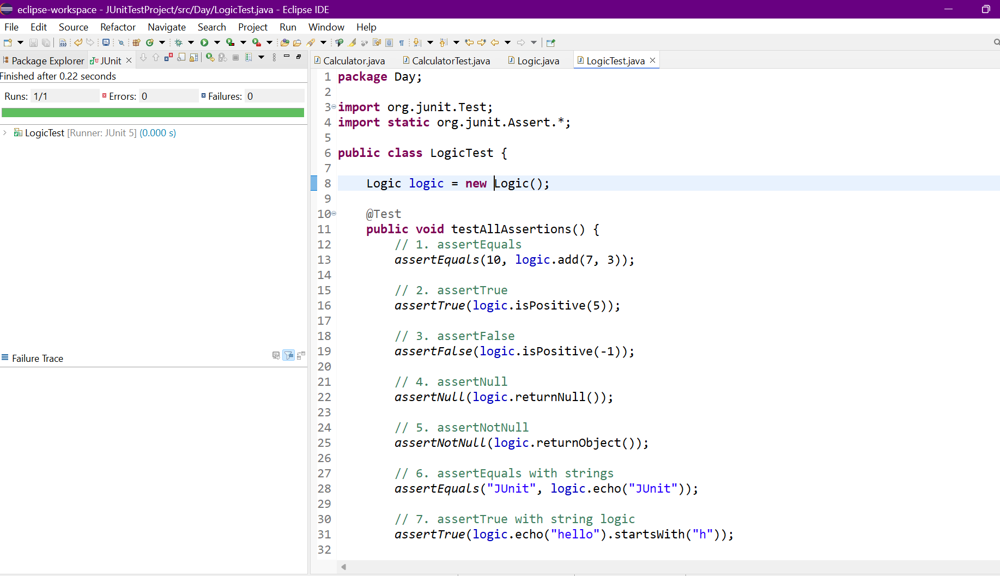 eclipse-workspace - JUnitTestProject/src/Day/LogicTest.java - Eclipse IDE
File Edit Source Refactor Navigate Search Project Run Window Help
Package Explorer JUnit
Finished after 0.22 seconds
Runs: 1/1 Errors: 0 Failures: 0
LogicTest [Runner: JUnit 5] (0.000 s)
Failure Trace
Calculator.java CalculatorTest.java Logic.java LogicTest.java
1 package Day;
2
3 import org.junit.Test;
4 import static org.junit.Assert.*;
5
6 public class LogicTest {
7
8 Logic logic = new Logic();
9
10 @Test
11 public void testAllAssertions() {
12 // 1. assertEquals
13 assertEquals(10, logic.add(7, 3));
14
15 // 2. assertTrue
16 assertTrue(logic.isPositive(5));
17
18 // 3. assertFalse
19 assertFalse(logic.isPositive(-1));
20
21 // 4. assertNull
22 assertNull(logic.returnNull());
23
24 // 5. assertNotNull
25 assertNotNull(logic.returnObject());
26
27 // 6. assertEquals with strings
28 assertEquals("JUnit", logic.echo("JUnit"));
29
30 // 7. assertTrue with string logic
31 assertTrue(logic.echo("hello").startsWith("h"));
32